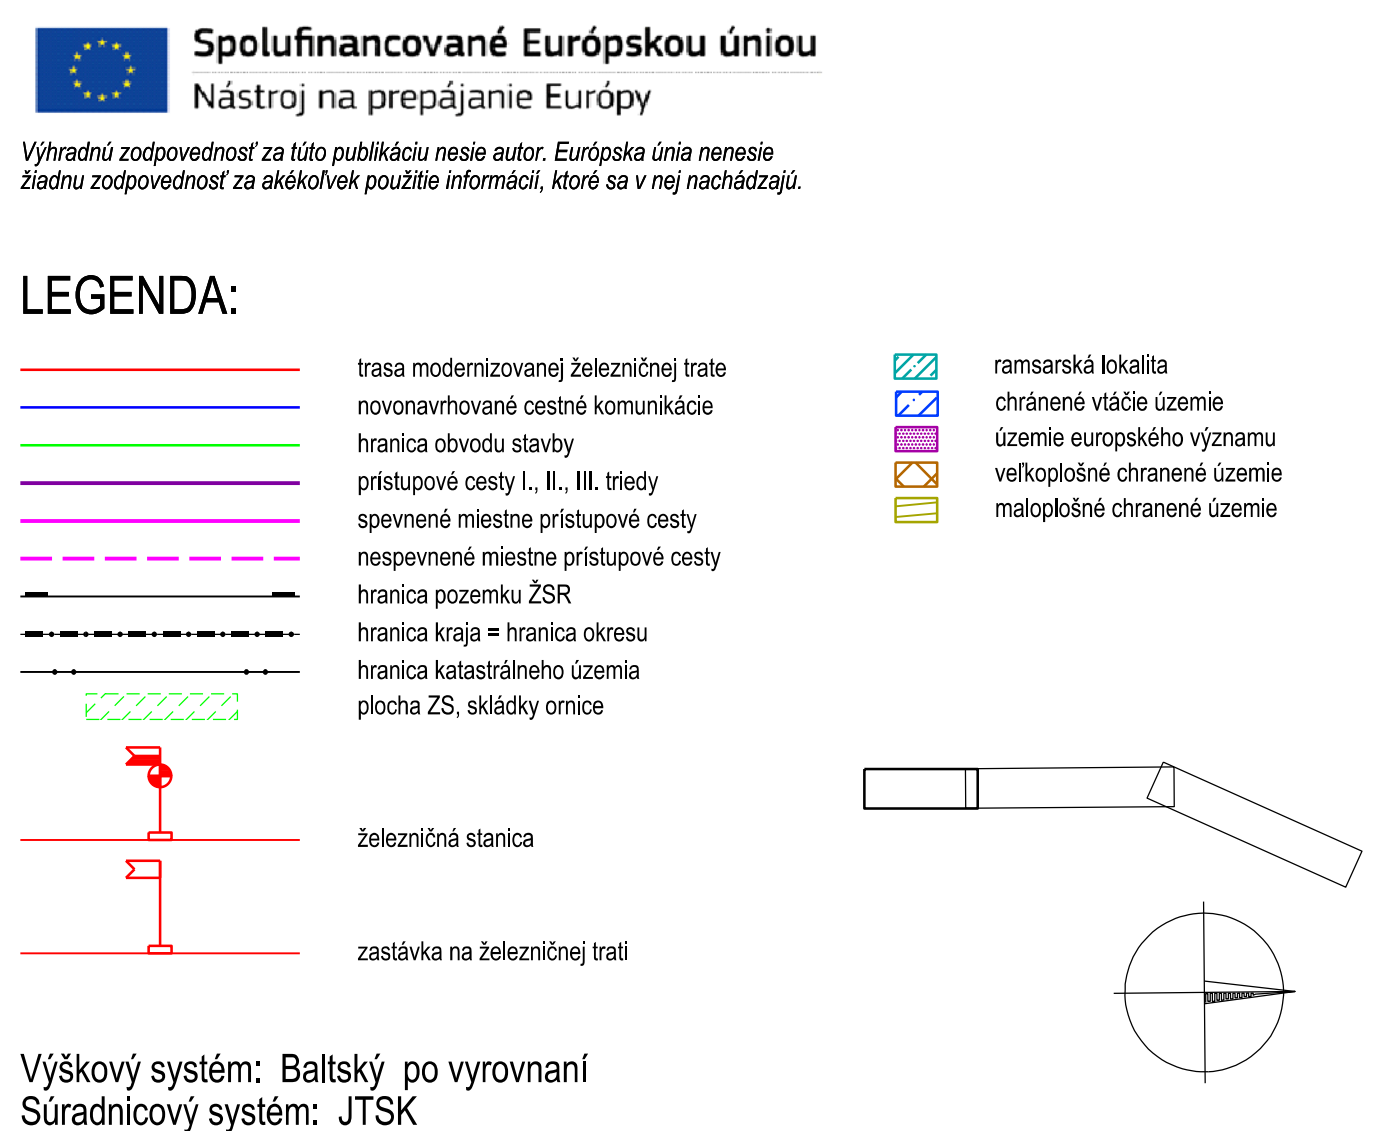 Spolufinancované Európskou úniou
Nástroj na prepájanie Európy
Výhradnú zodpovednosť za túto publikáciu nesie autor. Európska únia nenesie
žiadnu zodpovednosť za akékoľvek použitie informácií, ktoré sa v nej nachádzajú.
LEGENDA:
trasa modernizovanej železničnej trate
novonavrhované cestné komunikácie
hranica obvodu stavby
prístupové cesty I., II., III. triedy
spevnené miestne prístupové cesty
nespevnené miestne prístupové cesty
hranica pozemku ŽSR
hranica kraja = hranica okresu
hranica katastrálneho územia
plocha ZS, skládky ornice
železničná stanica
zastávka na železničnej trati
ramsarská lokalita
chránené vtáčie územie
územie europského významu
veľkoplošné chranené územie
maloplošné chranené územie
Výškový systém: Baltský po vyrovnaní
Súradnicový systém: JTSK